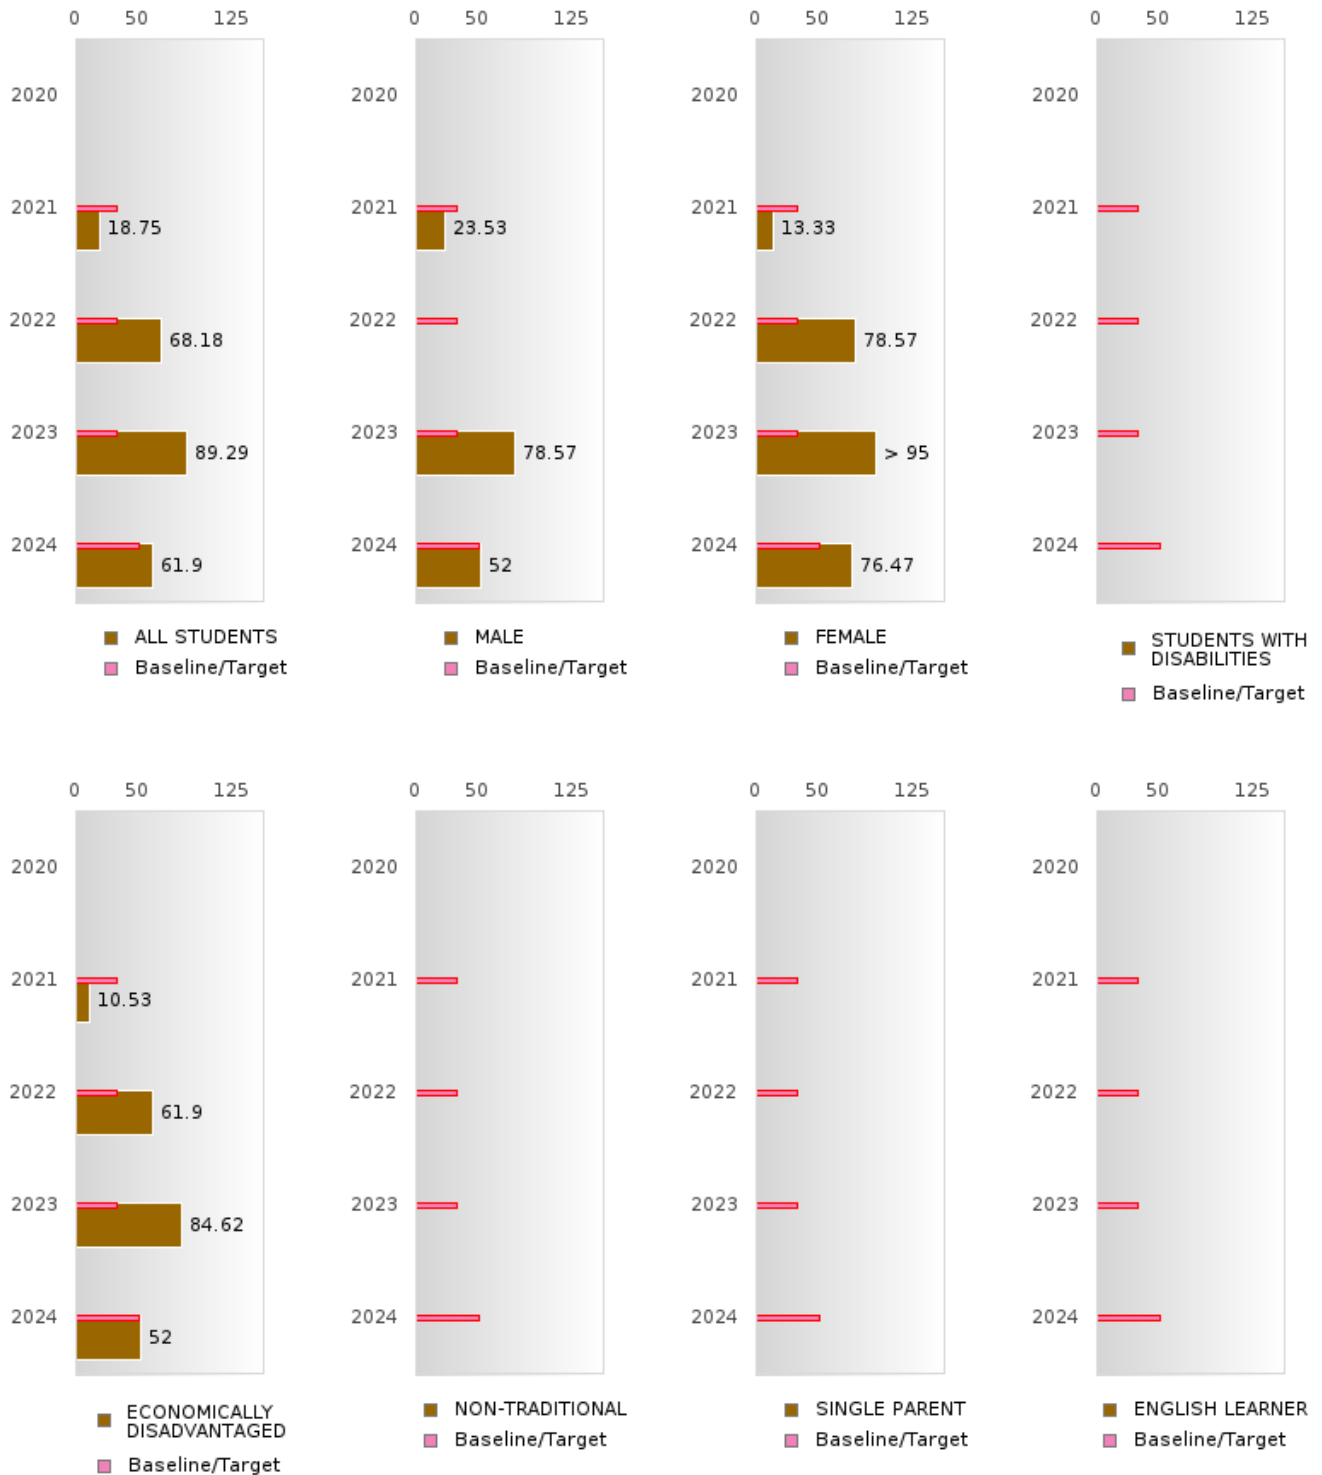 0 50 125 0 50 125 0 50 125 0 50 125
2020 2020 2020 2020
2021 18.75 2021 23.53 2021 13.33 2021
2022 68.18 2022 2022 78.57 2022
2023 89.29 2023 78.57 2023 > 95 2023
2024 61.9 2024 52 2024 76.47 2024
ALL STUDENTS MALE FEMALE STUDENTS WITH
DISABILITIES
Baseline/Target Baseline/Target Baseline/Target Baseline/Target
0 50 125 0 50 125 0 50 125 0 50 125
2020 2020 2020 2020
2021 10.53 2021 2021 2021
2022 61.9 2022 2022 2022
2023 84.62 2023 2023 2023
2024 52 2024 2024 2024
ECONOMICALLY NON-TRADITIONAL SINGLE PARENT ENGLISH LEARNER
DISADVANTAGED
Baseline/Target Baseline/Target Baseline/Target Baseline/Target